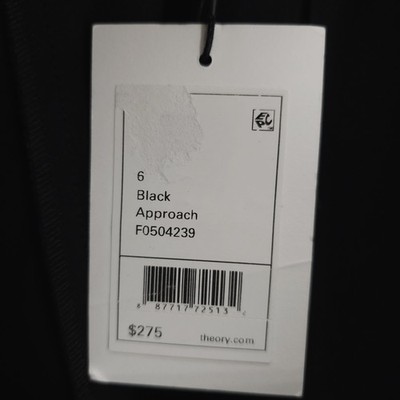 6
Black
Approach
F0504239
8 87717 72513
$275
theory.com